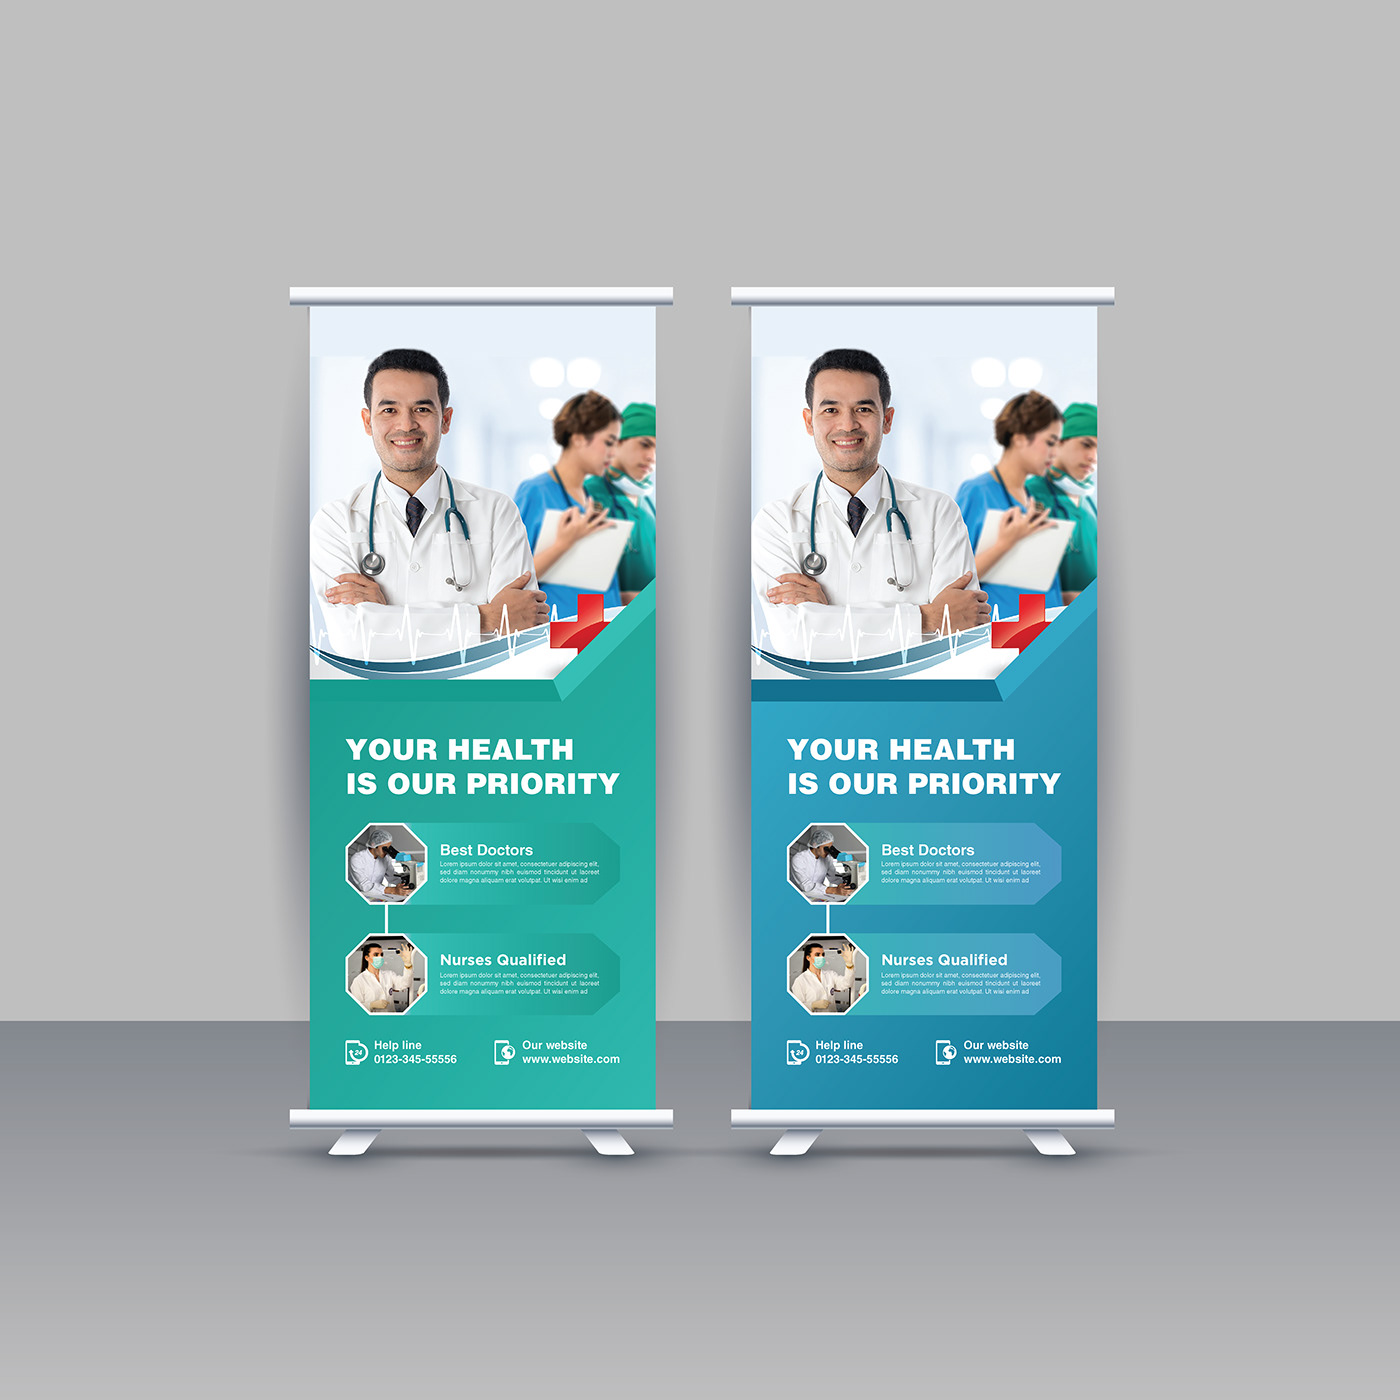 YOUR HEALTH
IS OUR PRIORITY
Best Doctors
Lorem ipsum dolor sit amet, consectetuer adipiscing elit,
sed diam nonummy nibh euismod tincidunt ut laoreet
dolore magna aliquam erat volutpat. Ut wisi enim ad
Nurses Qualified
Lorem ipsum dolor sit amet, consectetuer adipiscing elit,
sed diam nonummy nibh euismod tincidunt ut laoreet
dolore magna aliquam erat volutpat. Ut wisi enim ad
24
Help line
0123-345-55556
Our website
www.website.com
YOUR HEALTH
IS OUR PRIORITY
Best Doctors
Lorem ipsum dolor sit amet, consectetuer adipiscing elit,
sed diam nonummy nibh euismod tincidunt ut laoreet
dolore magna aliquam erat volutpat. Ut wisi enim ad
Nurses Qualified
Lorem ipsum dolor sit amet, consectetuer adipiscing elit,
sed diam nonummy nibh euismod tincidunt ut laoreet
dolore magna aliquam erat volutpat. Ut wisi enim ad
24
Help line
0123-345-55556
Our website
www.website.com